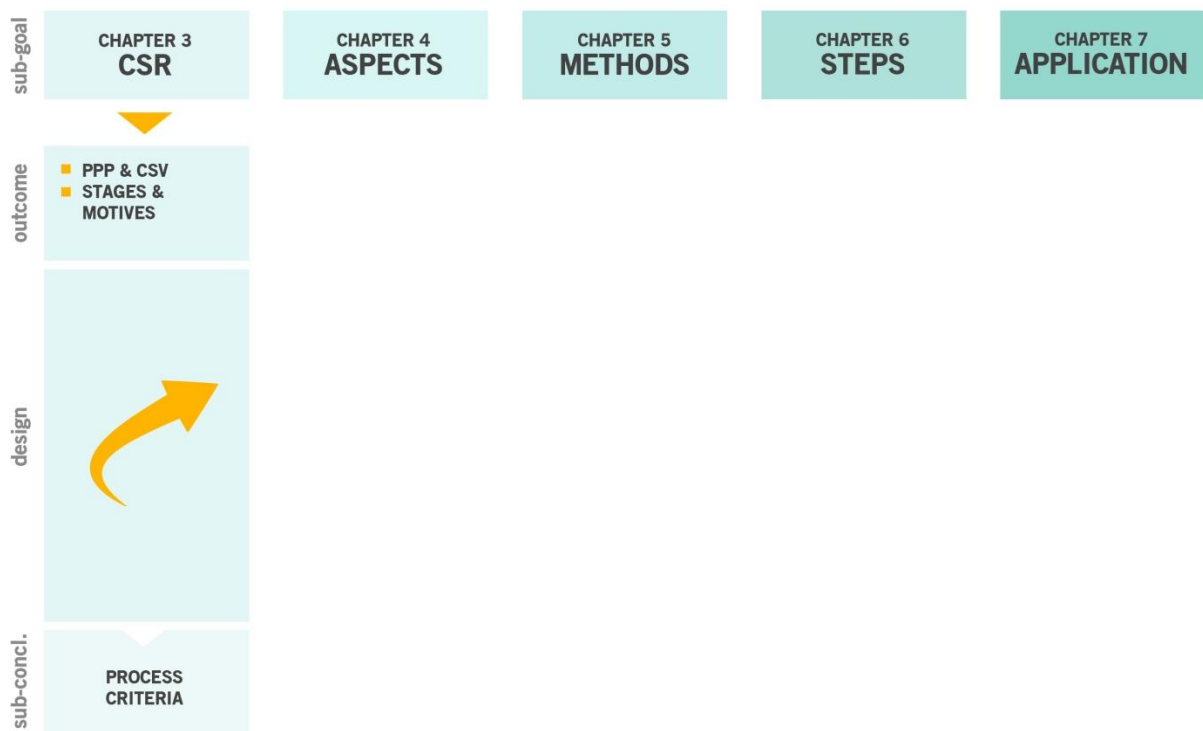 sub-goal
CHAPTER 3
CSR
CHAPTER 4
ASPECTS
CHAPTER 5
METHODS
CHAPTER 6
STEPS
CHAPTER 7
APPLICATION
outcome
PPP & CSV
STAGES &
MOTIVES
design
sub-concl.
PROCESS
CRITERIA